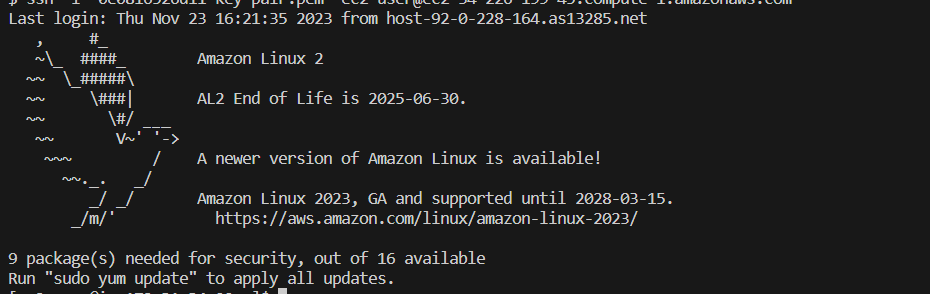 Last login: Thu Nov 23 16:21:35 2023 from host-92-0-228-164.as13285.net
   ,     #_
   ~\_  ####_        Amazon Linux 2
  ~~  \_#####\
  ~~     \###|       AL2 End of Life is 2025-06-30.
  ~~       \#/ ___
   ~~       V~' '->
    ~~~         /    A newer version of Amazon Linux is available!
      ~~._.   _/
         _/ _/       Amazon Linux 2023, GA and supported until 2028-03-15.
       _/m/'           https://aws.amazon.com/linux/amazon-linux-2023/
9 package(s) needed for security, out of 16 available
Run "sudo yum update" to apply all updates.